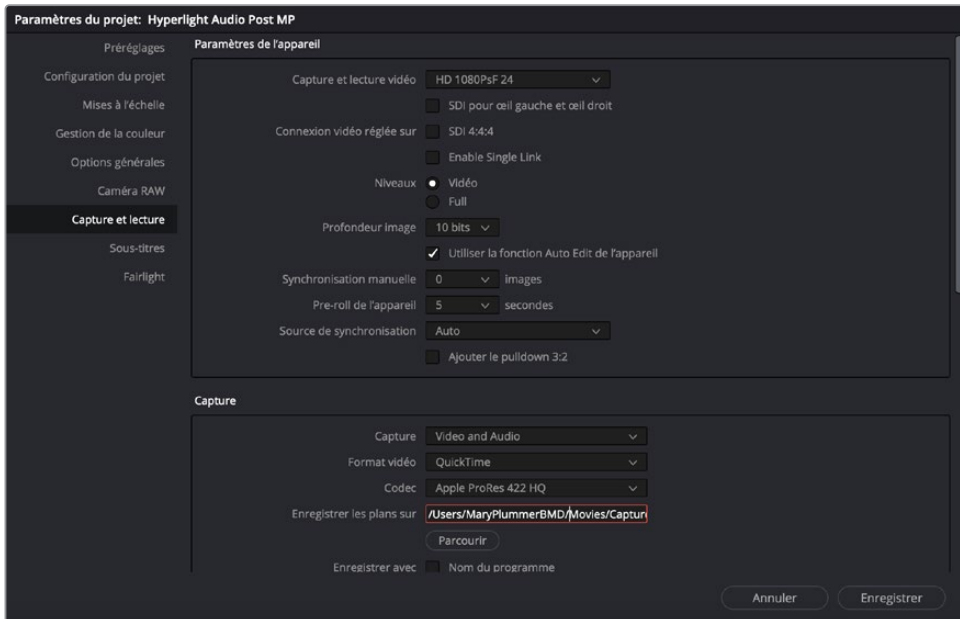 Paramètres du projet: Hyperlight Audio Post MP
Préréglages
Configuration du projet
Mises à l'échelle
Gestion de la couleur
Options générales
Caméra RAW
Capture et lecture
Sous-titres
Fairlight
Paramètres de l'appareil
Capture et lecture vidéo HD 1080PsF 24
SDI pour œil gauche et œil droit
Connexion vidéo réglée sur SDI 4:4:4
Enable Single Link
Niveaux Vidéo
Full
Profondeur image 10 bits
Utiliser la fonction Auto Edit de l'appareil
Synchronisation manuelle 0 images
Pre-roll de l'appareil 5 secondes
Source de synchronisation Auto
Ajouter le pulldown 3:2
Capture
Capture Video and Audio
Format vidéo QuickTime
Codec Apple ProRes 422 HQ
Enregistrer les plans sur /Users/MaryPlummerBMD/Movies/Captur
Parcourir
Enregistrer avec Nom du programme
Annuler Enregistrer